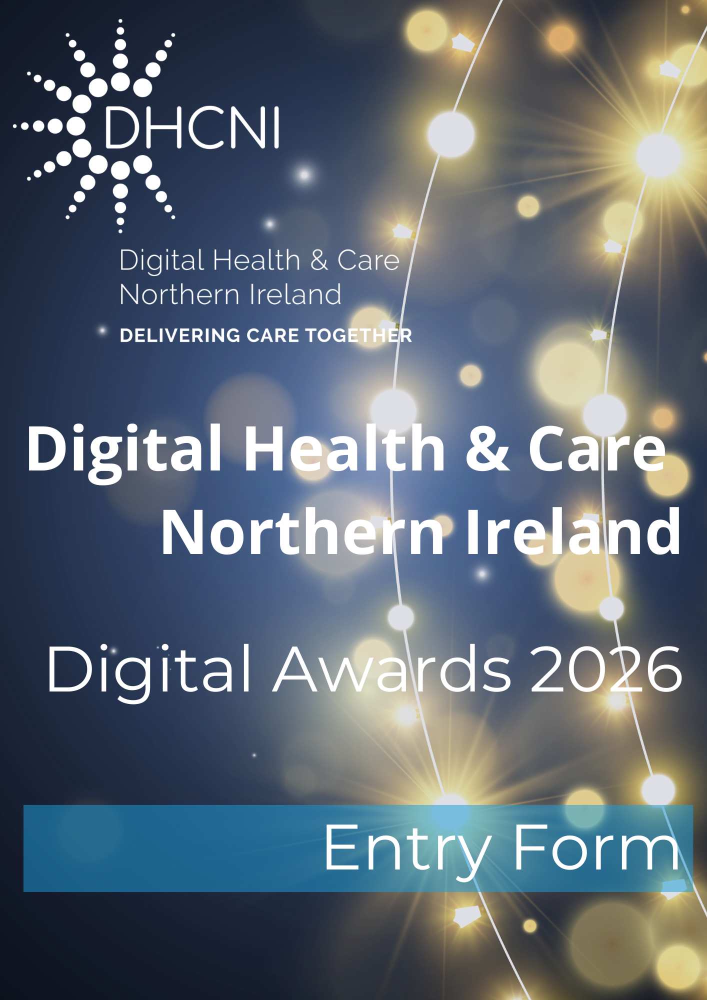 DHCNI
Digital Health & Care
Northern Ireland
DELIVERING CARE TOGETHER
Digital Health & Care
Northern Ireland
Digital Awards 2026
Entry Form